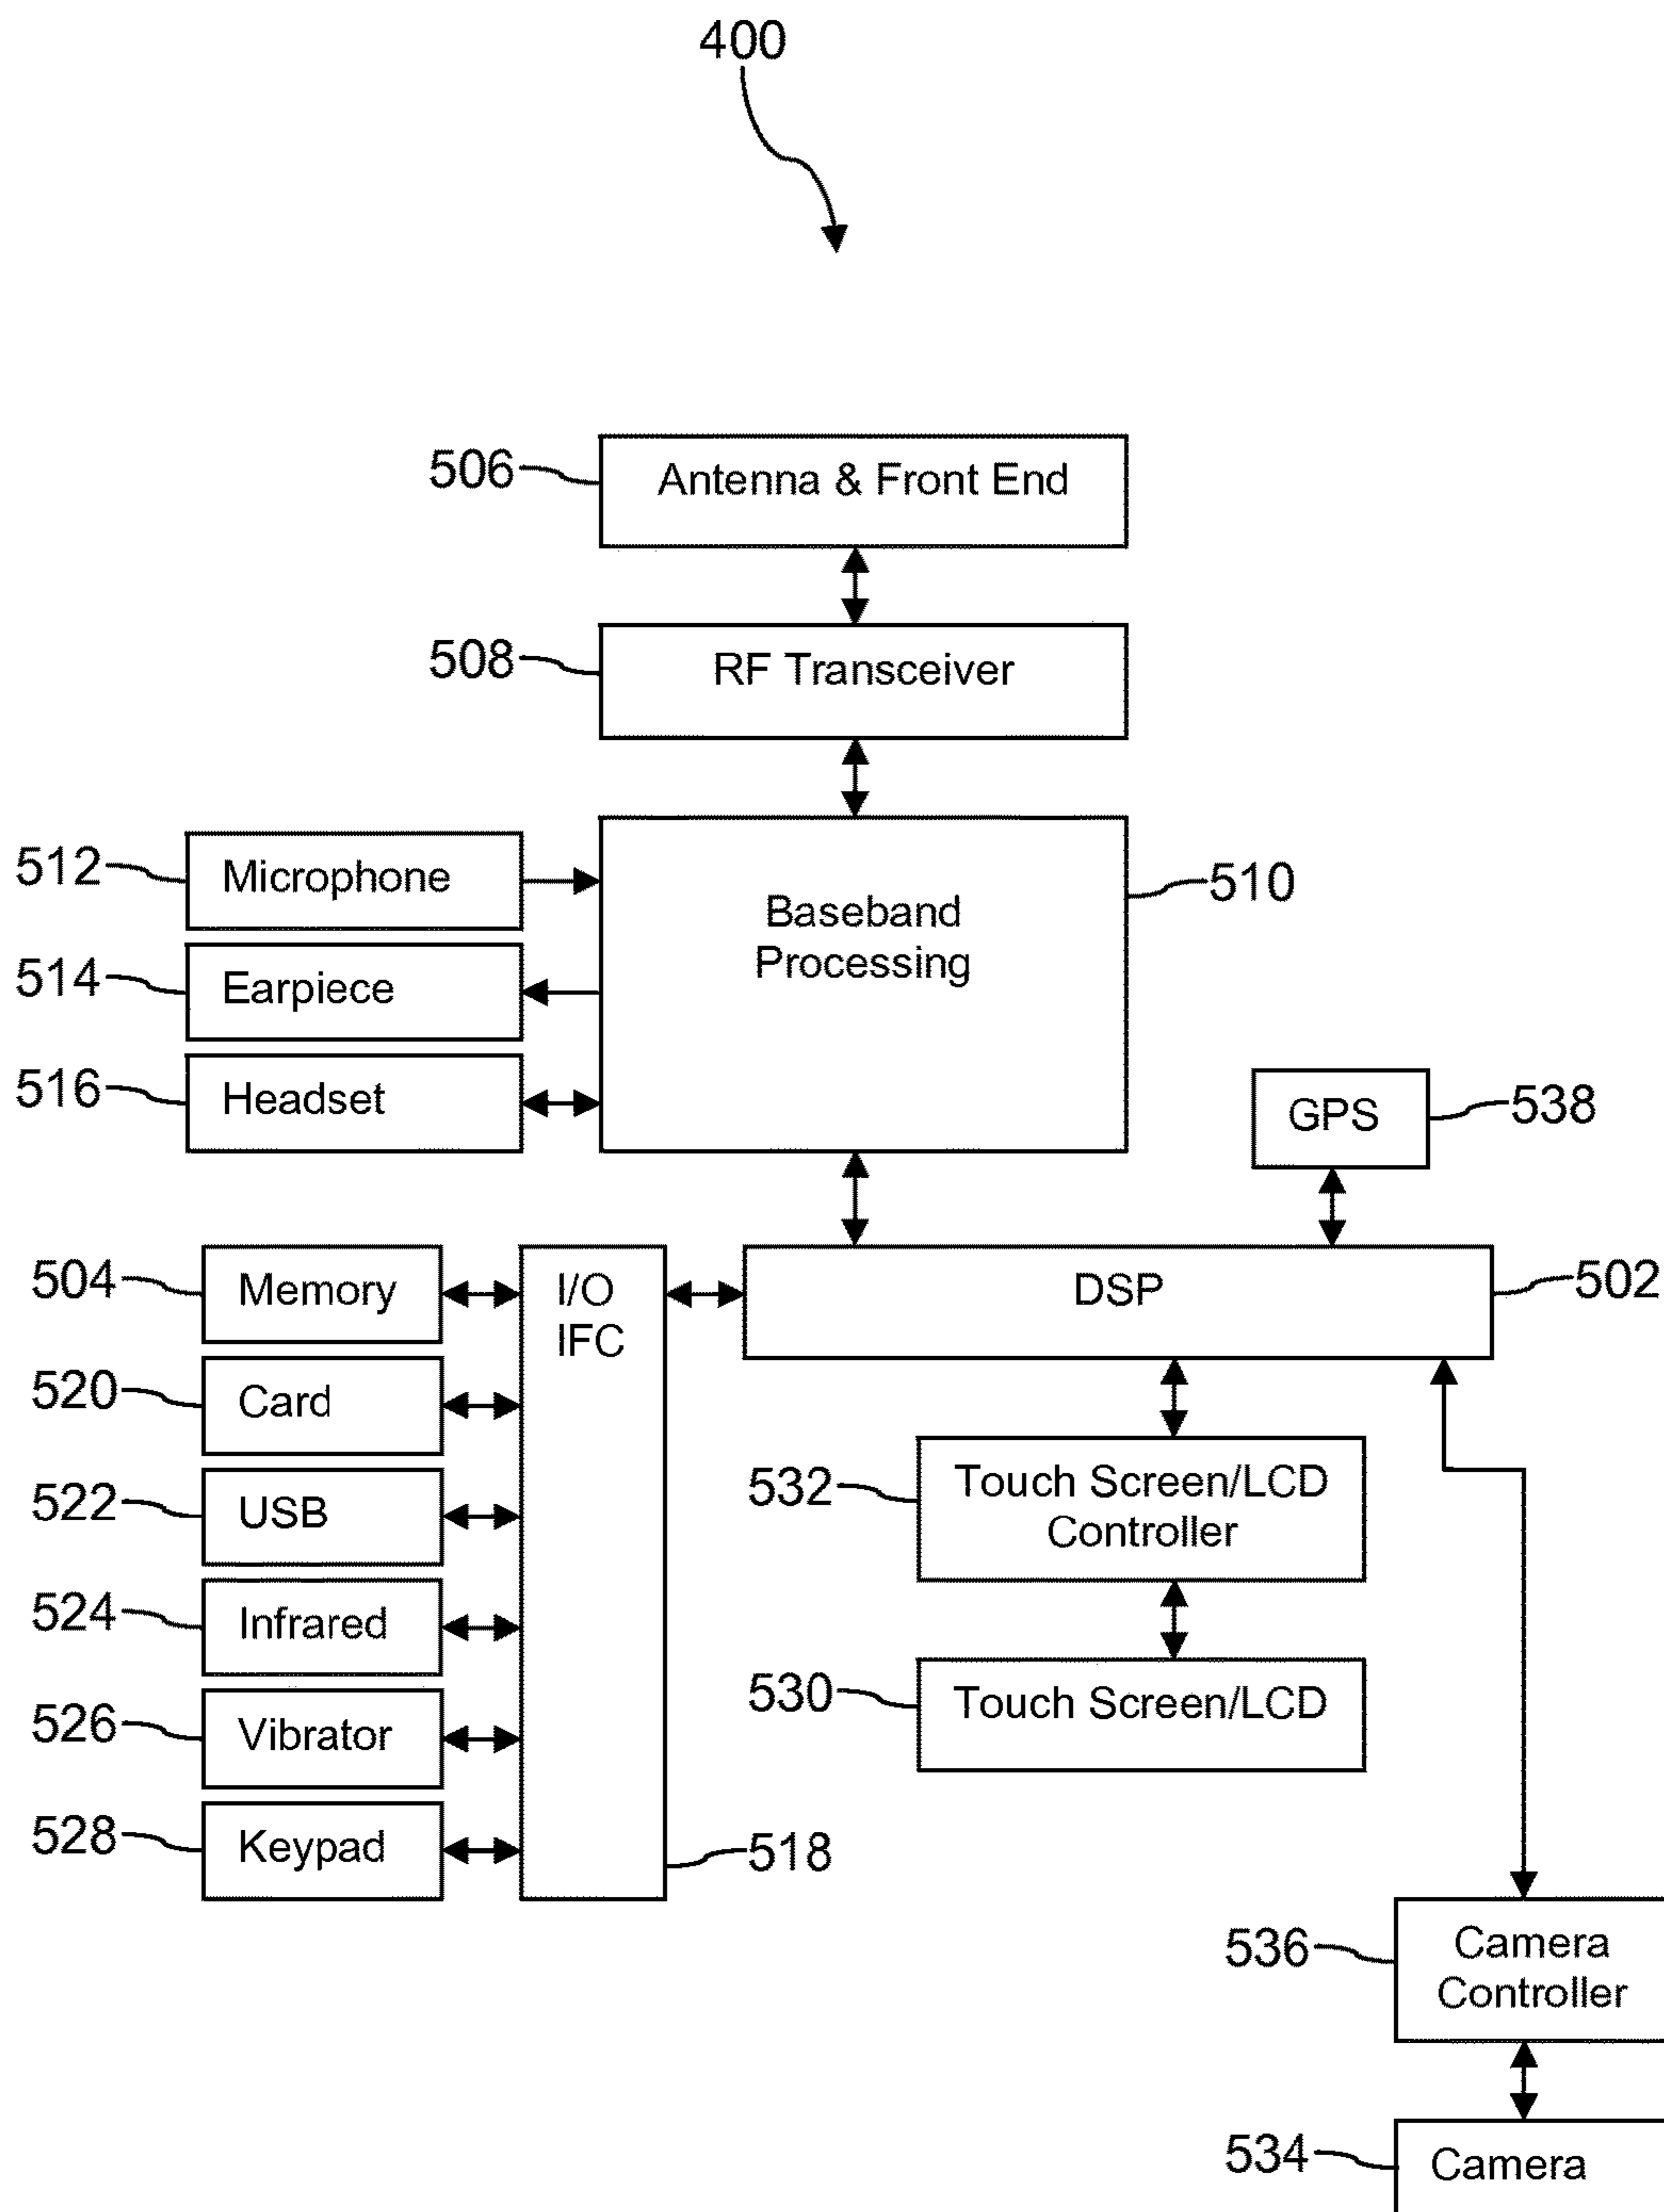 400
506
Antenna & Front End
508
RF Transceiver
512
Microphone
Baseband
Processing
510
514
Earpiece
516
Headset
GPS
538
504
Memory
I/O
IFC
DSP
502
520
Card
522
USB
532
Touch Screen/LCD
Controller
524
Infrared
530
Touch Screen/LCD
526
Vibrator
528
Keypad
518
536
Camera
Controller
534
Camera